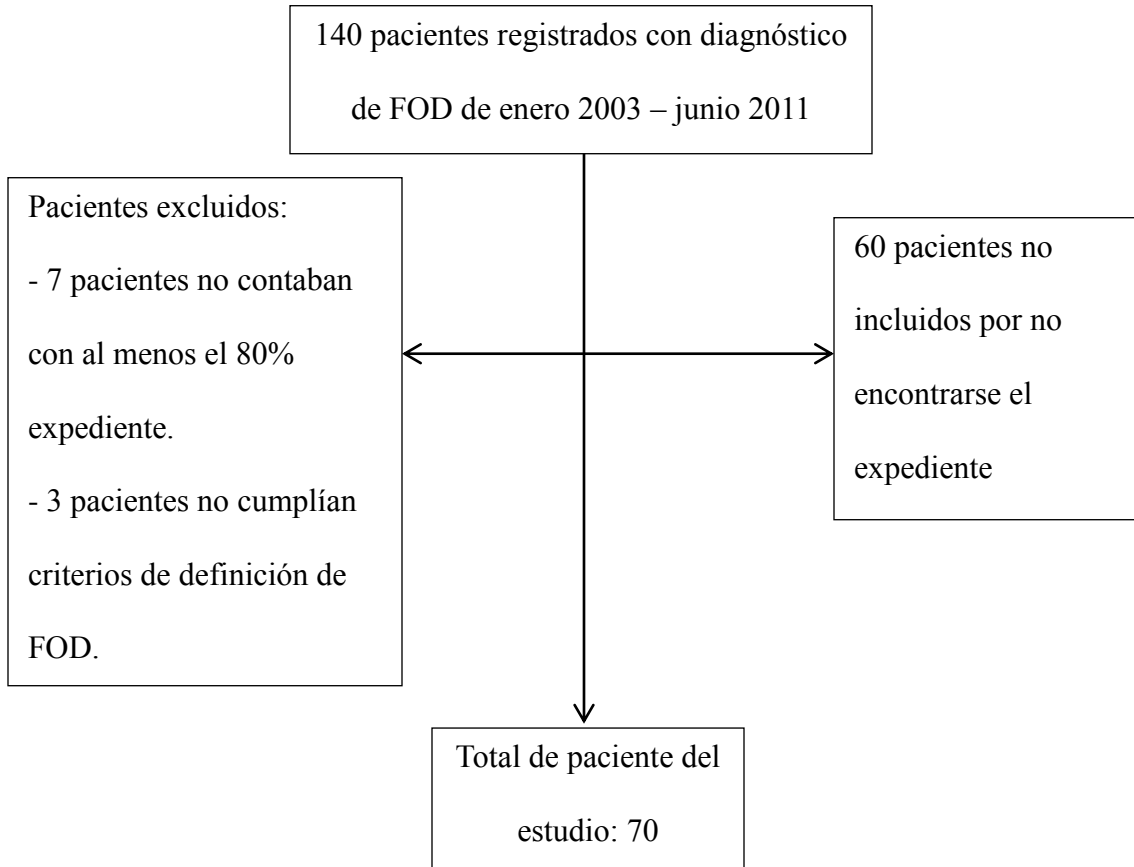 140 pacientes registrados con diagnóstico
de FOD de enero 2003 – junio 2011
Pacientes excluidos:
- 7 pacientes no contaban
con al menos el 80%
expediente.
- 3 pacientes no cumplían
criterios de definición de
FOD.
60 pacientes no
incluidos por no
encontrarse el
expediente
Total de paciente del
estudio: 70